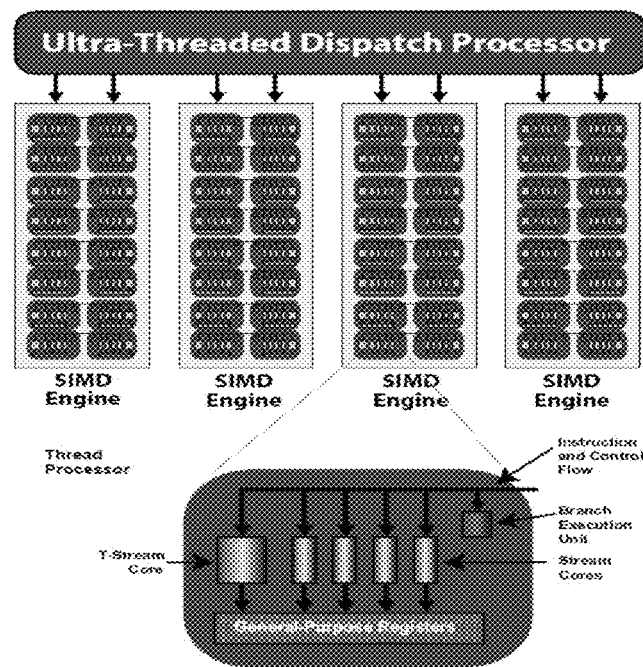 Ultra-Threaded Dispatch Processor
SIMD
Engine
SIMD
Engine
SIMD
Engine
SIMD
Engine
Thread
Processor
Instruction
and Control
Flow
Branch
Execution
Unit
T-Stream
Core
Stream
Cores
General-Purpose Registers